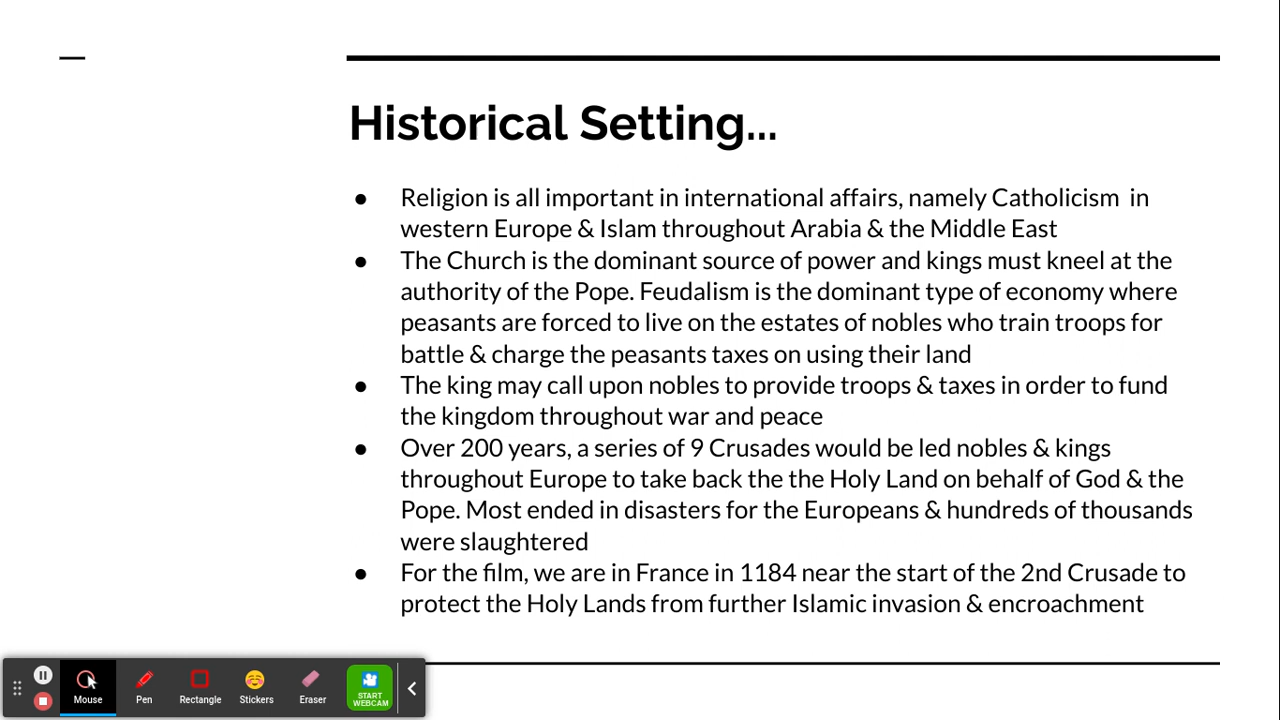 Historical Setting...
● Religion is all important in international affairs, namely Catholicism  in
western Europe & Islam throughout Arabia & the Middle East
● The Church is the dominant source of power and kings must kneel at the
authority of the Pope. Feudalism is the dominant type of economy where
peasants are forced to live on the estates of nobles who train troops for
battle & charge the peasants taxes on using their land
● The king may call upon nobles to provide troops & taxes in order to fund
the kingdom throughout war and peace
● Over 200 years, a series of 9 Crusades would be led nobles & kings
throughout Europe to take back the the Holy Land on behalf of God & the
Pope. Most ended in disasters for the Europeans & hundreds of thousands
were slaughtered
● For the film, we are in France in 1184 near the start of the 2nd Crusade to
protect the Holy Lands from further Islamic invasion & encroachment
Mouse Pen Rectangle Stickers Eraser START
WEBCAM